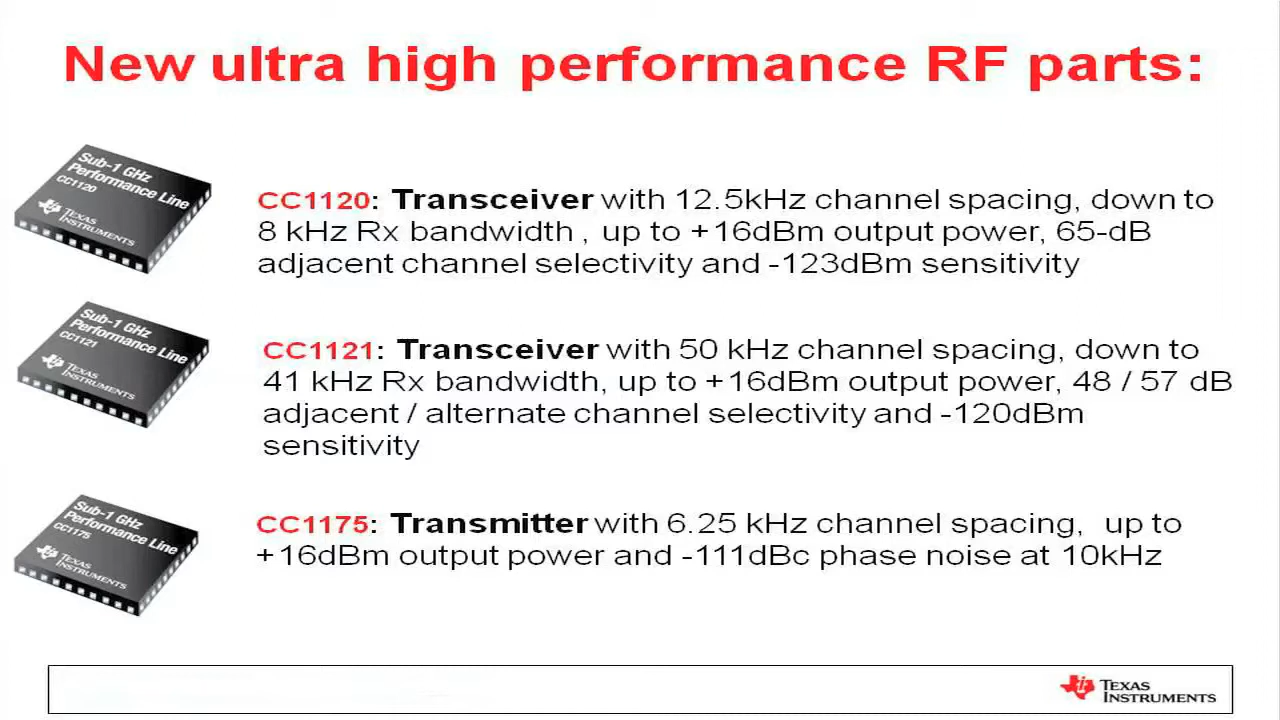 New ultra high performance RF parts:
Sub-1 GHz
Performance Line
CC1120
TEXAS
INSTRUMENTS
CC1120: Transceiver with 12.5kHz channel spacing, down to
8 kHz Rx bandwidth , up to +16dBm output power, 65-dB
adjacent channel selectivity and -123dBm sensitivity
Sub-1 GHz
Performance Line
CC1121
TEXAS
INSTRUMENTS
CC1121: Transceiver with 50 kHz channel spacing, down to
41 kHz Rx bandwidth, up to +16dBm output power, 48 / 57 dB
adjacent / alternate channel selectivity and -120dBm
sensitivity
Sub-1 GHz
Performance Line
CC1175
TEXAS
INSTRUMENTS
CC1175: Transmitter with 6.25 kHz channel spacing, up to
+16dBm output power and -111dBc phase noise at 10kHz
TEXAS
INSTRUMENTS